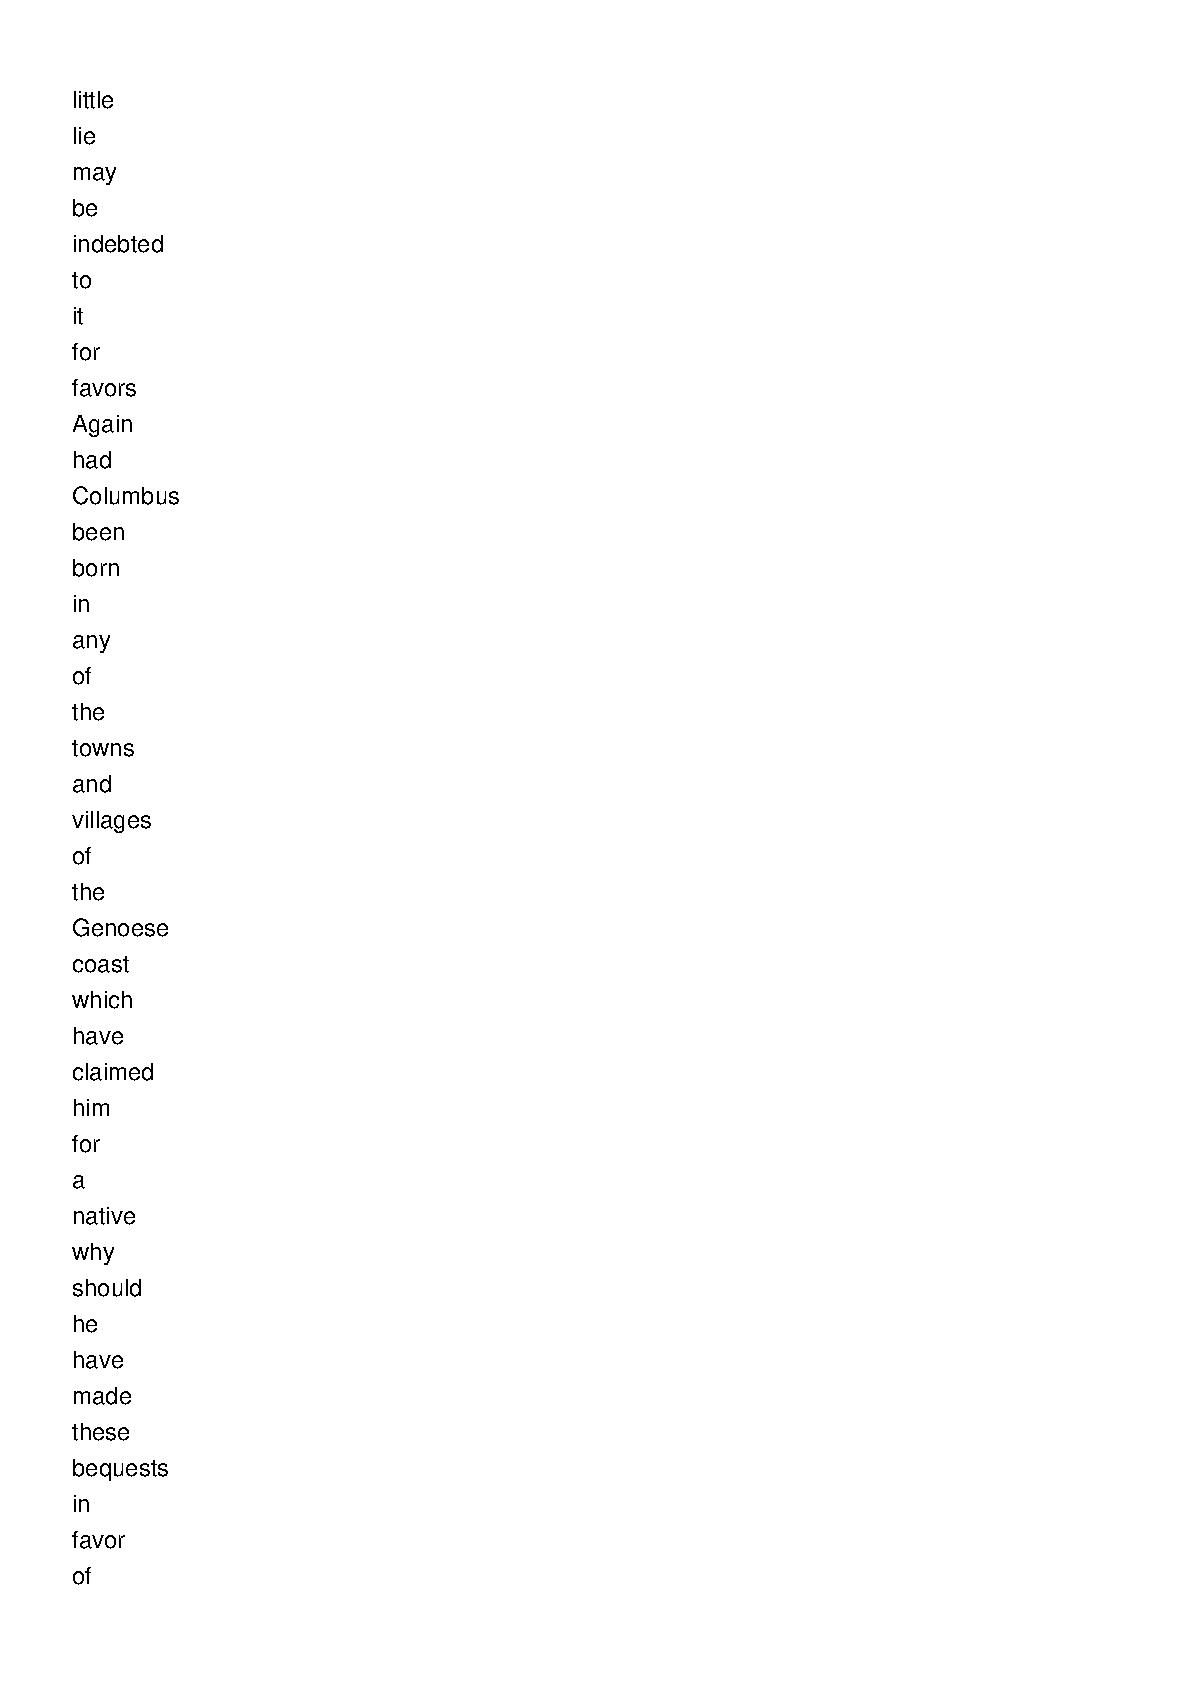 little
lie
may
be
indebted
to
it
for
favors
Again
had
Columbus
been
born
in
any
of
the
towns
and
villages
of
the
Genoese
coast
which
have
claimed
him
for
a
native
why
should
he
have
made
these
bequests
in
favor
of